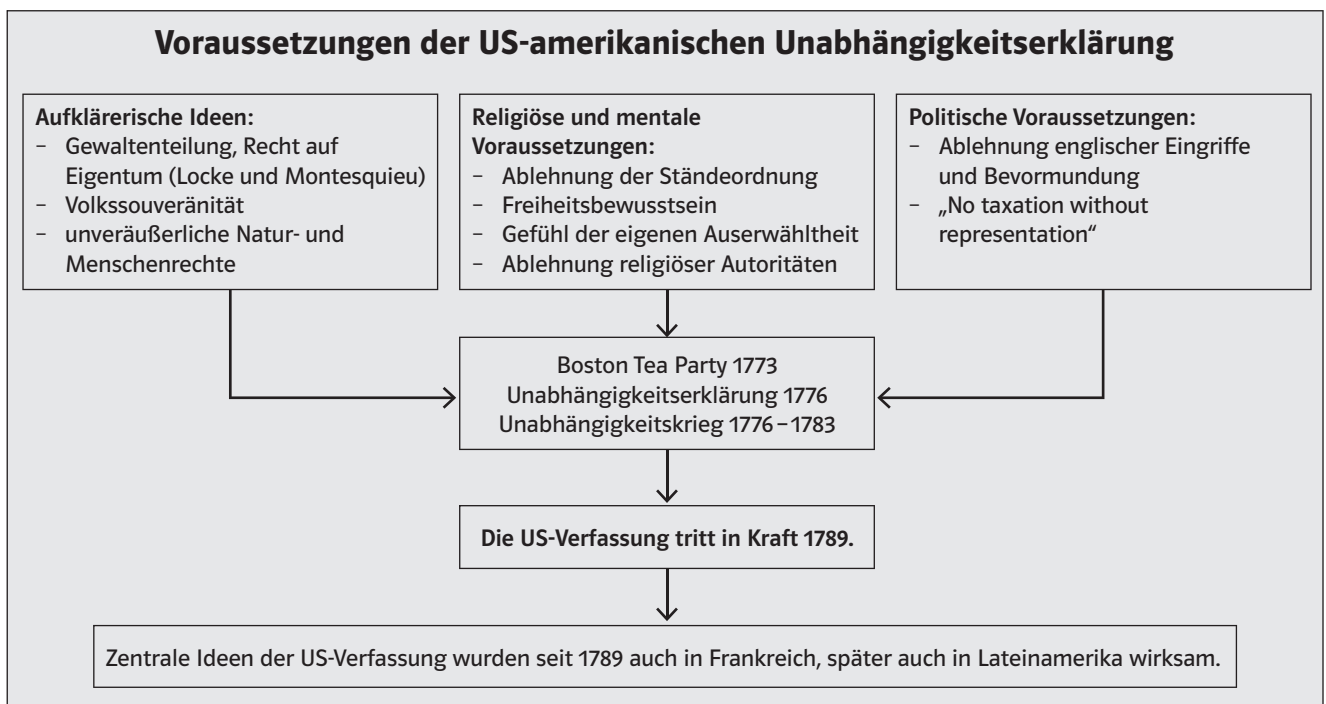 Voraussetzungen der US-amerikanischen Unabhängigkeitserklärung
Aufklärerische Ideen:
– Gewaltenteilung, Recht auf
Eigentum (Locke und Montesquieu)
– Volkssouveränität
– unveräußerliche Natur- und
Menschenrechte
Religiöse und mentale
Voraussetzungen:
– Ablehnung der Ständeordnung
– Freiheitsbewusstsein
– Gefühl der eigenen Auserwähltheit
– Ablehnung religiöser Autoritäten
Politische Voraussetzungen:
– Ablehnung englischer Eingriffe
und Bevormundung
– „No taxation without
representation“
Boston Tea Party 1773
Unabhängigkeitserklärung 1776
Unabhängigkeitskrieg 1776–1783
Die US-Verfassung tritt in Kraft 1789.
Zentrale Ideen der US-Verfassung wurden seit 1789 auch in Frankreich, später auch in Lateinamerika wirksam.